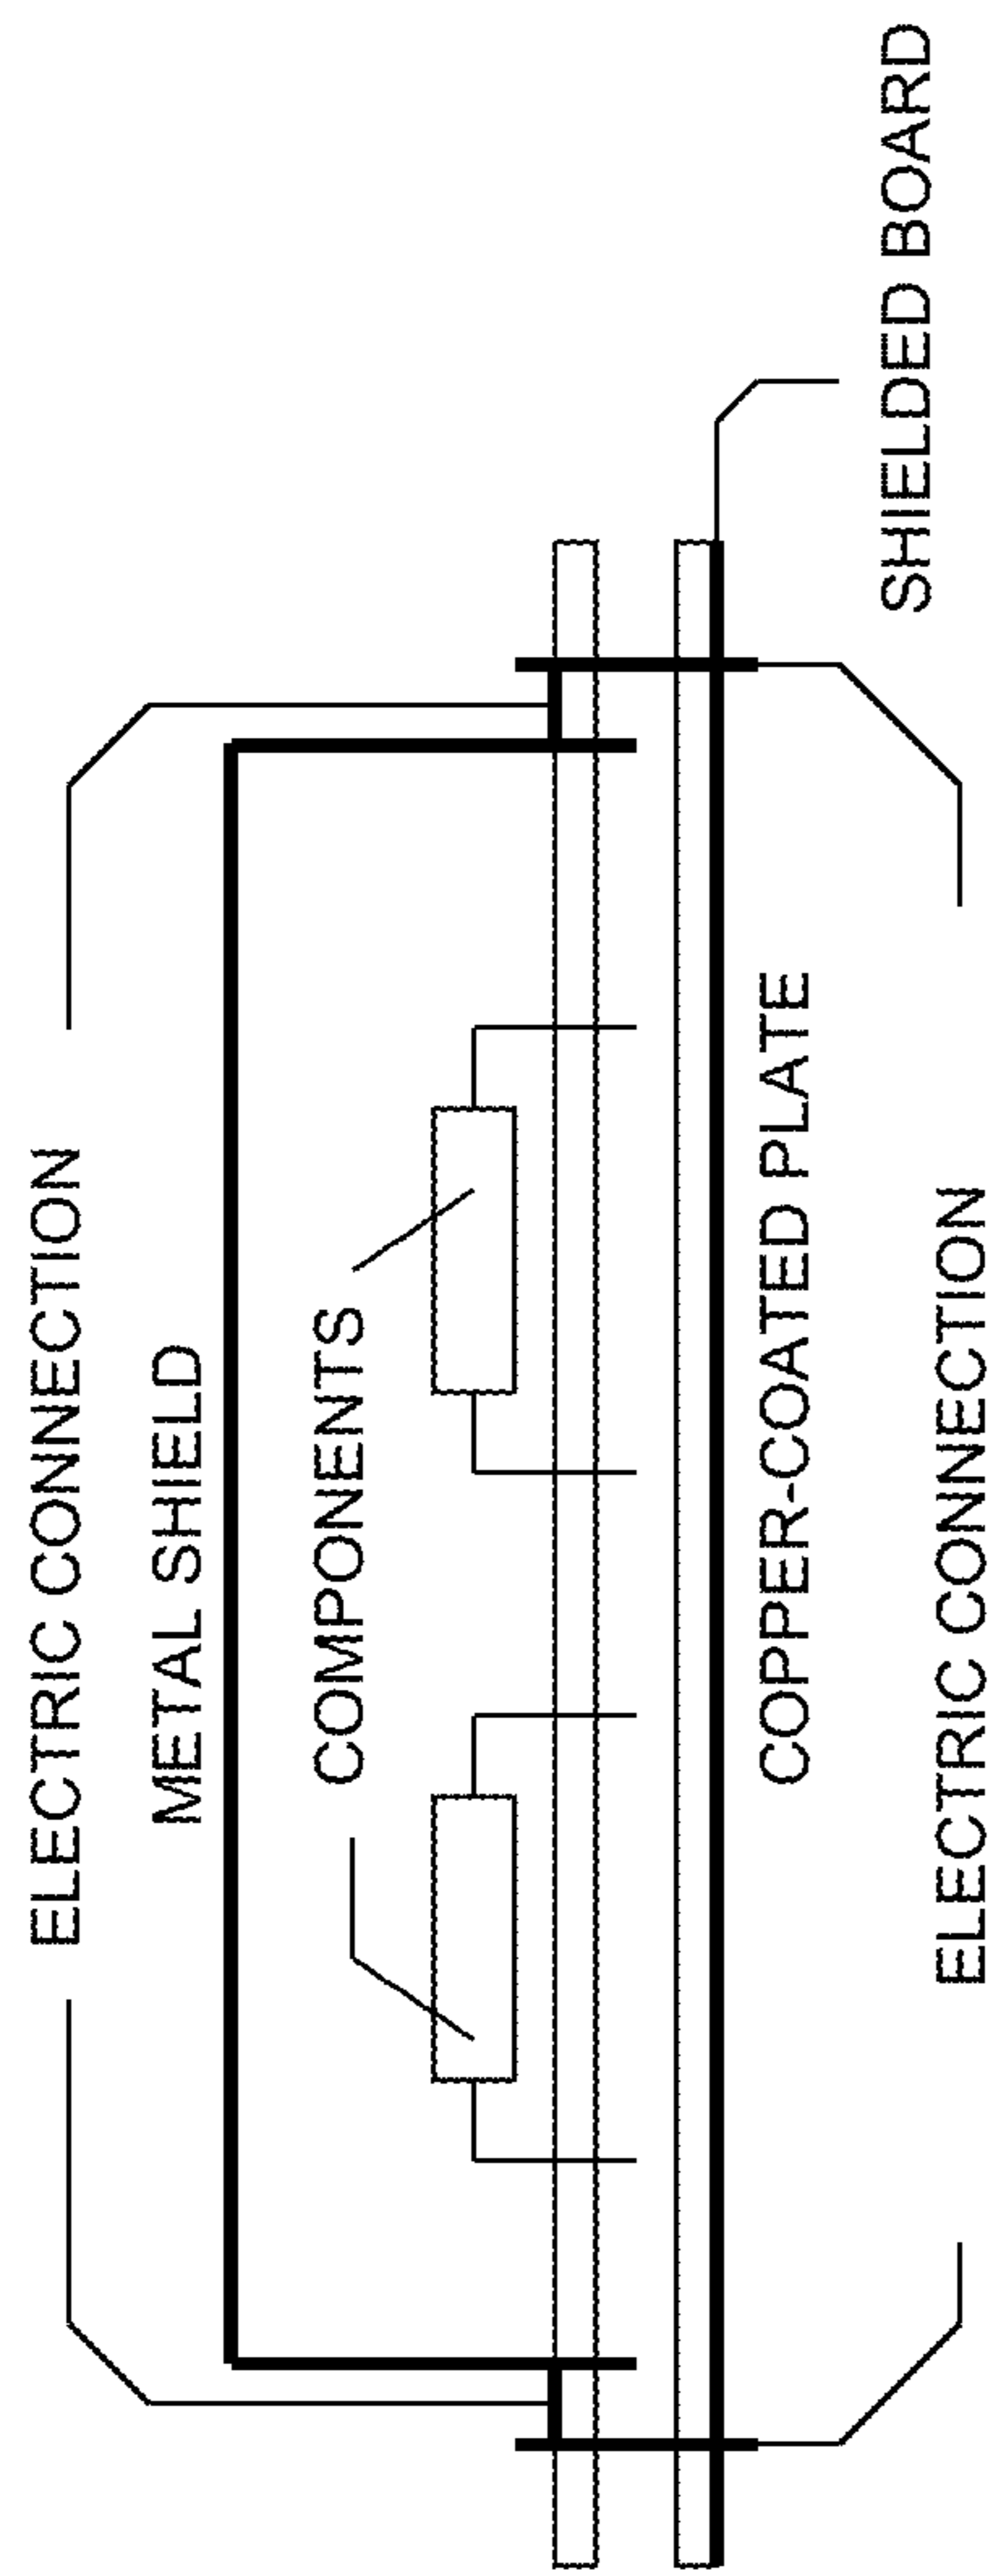 ELECTRIC CONNECTION
METAL SHIELD
COMPONENTS
COPPER-COATED PLATE
SHIELDED BOARD
ELECTRIC CONNECTION